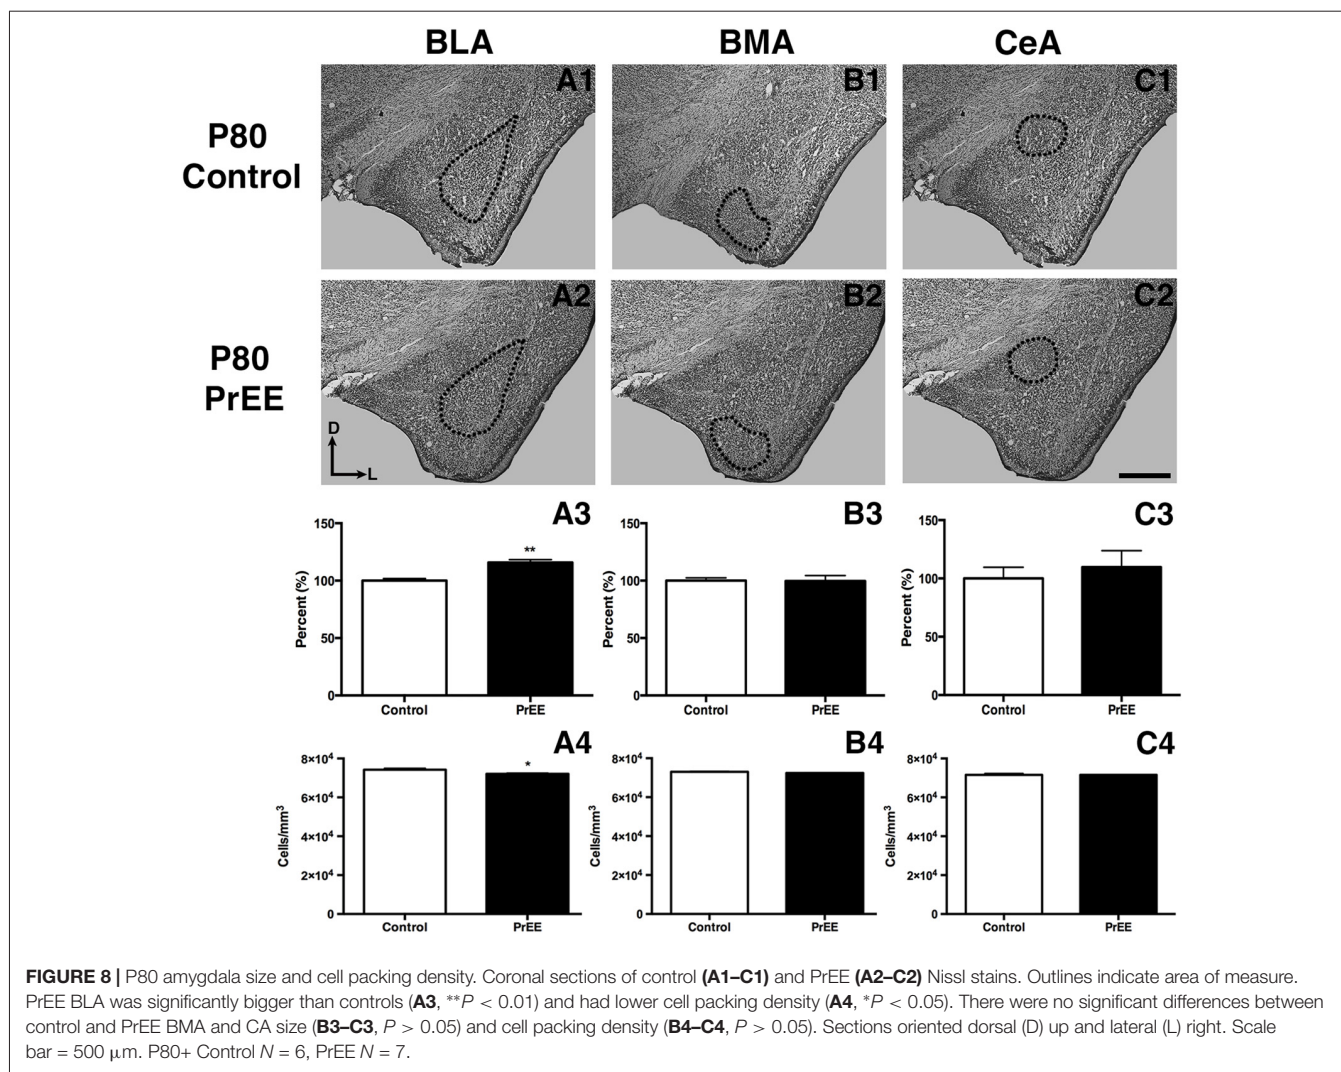 BLA BMA CeA
P80
Control
A1 B1 C1
P80
PrEE
A2 B2 C2
D
L
A3 B3 C3
Percent (%)
150
100
50
0
**
Control PrEE
Percent (%)
150
100
50
0
Control PrEE
Percent (%)
150
100
50
0
Control PrEE
A4 B4 C4
Cells/mm³
8×10⁴
6×10⁴
4×10⁴
2×10⁴
0
*
Control PrEE
Cells/mm³
8×10⁴
6×10⁴
4×10⁴
2×10⁴
0
Control PrEE
Cells/mm³
8×10⁴
6×10⁴
4×10⁴
2×10⁴
0
Control PrEE
FIGURE 8 | P80 amygdala size and cell packing density. Coronal sections of control (A1–C1) and PrEE (A2–C2) Nissl stains. Outlines indicate area of measure.
PrEE BLA was significantly bigger than controls (A3, **P < 0.01) and had lower cell packing density (A4, *P < 0.05). There were no significant differences between
control and PrEE BMA and CA size (B3–C3, P > 0.05) and cell packing density (B4–C4, P > 0.05). Sections oriented dorsal (D) up and lateral (L) right. Scale
bar = 500 μm. P80+ Control N = 6, PrEE N = 7.